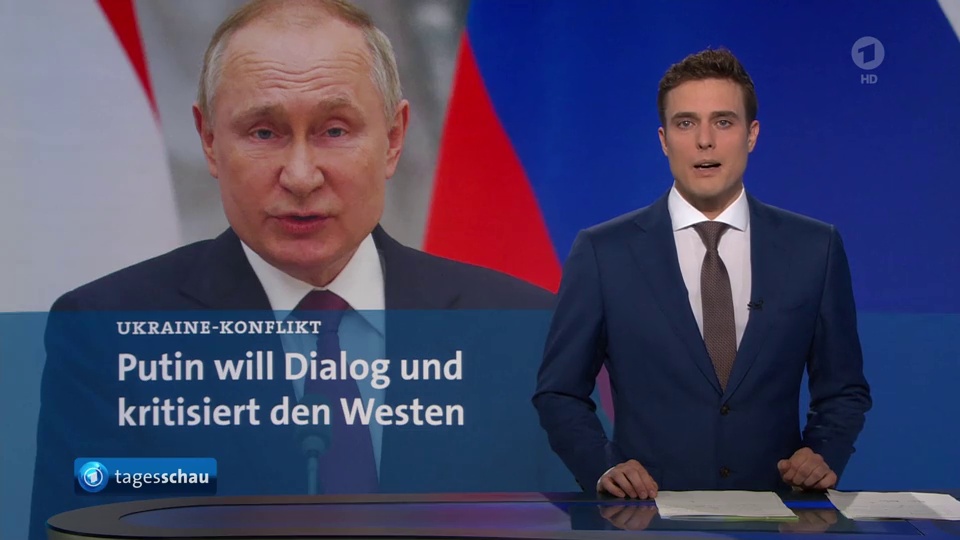 1
HD
UKRAINE-KONFLIKT
Putin will Dialog und
kritisiert den Westen
tagesschau